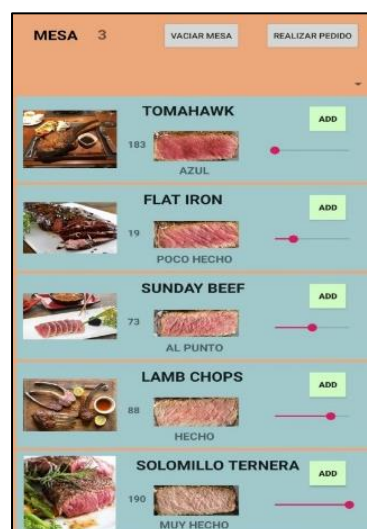 MESA 3 VACIAR MESA REALIZAR PEDIDO
TOMAHAWK
ADD
183
AZUL
FLAT IRON
ADD
19
POCO HECHO
SUNDAY BEEF
ADD
73
AL PUNTO
LAMB CHOPS
ADD
88
HECHO
SOLOMILLO TERNERA
ADD
190
MUY HECHO